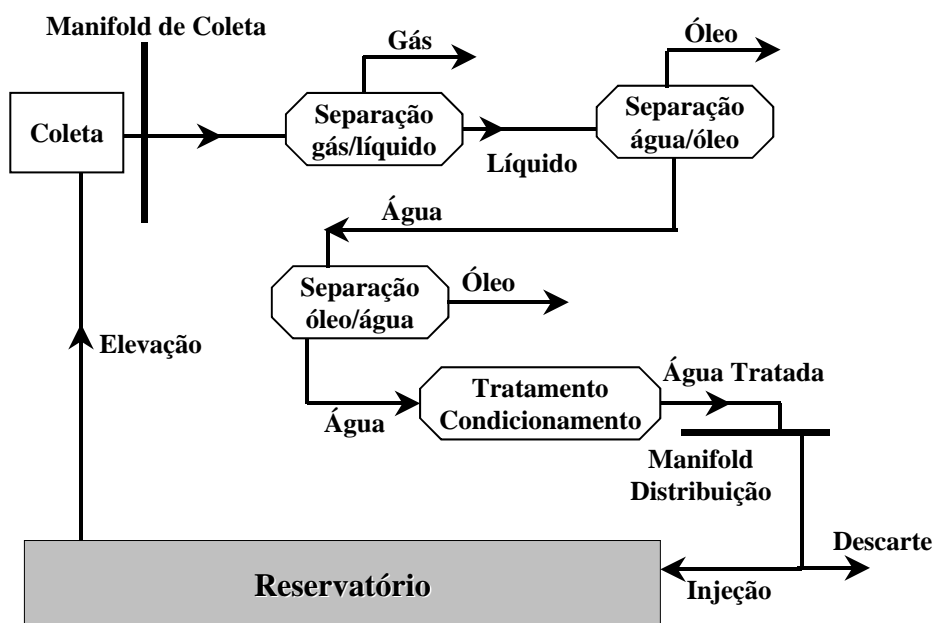 Manifold de Coleta
Gás
Óleo
Coleta
Separação
gás/líquido
Líquido
Separação
água/óleo
Água
Separação
óleo/água
Óleo
Elevação
Água
Tratamento
Condicionamento
Água Tratada
Manifold
Distribuição
Descarte
Injeção
Reservatório